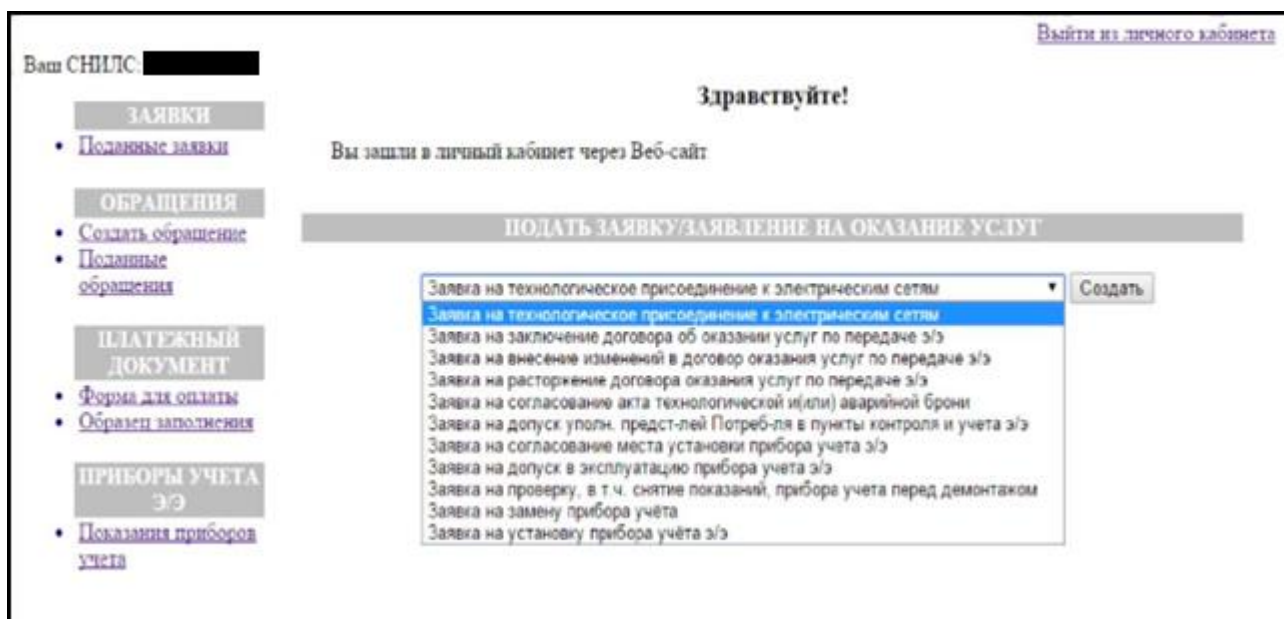 Выйти из личного кабинета
Ваш СНИЛС:
ЗАЯВКИ
Поданные заявки
ОБРАЩЕНИЯ
Создать обращение
Поданные
обращения
ПЛАТЕЖНЫЙ
ДОКУМЕНТ
Форма для оплаты
Образец заполнения
ПРИБОРЫ УЧЕТА
Э/Э
Показания приборов
учета
Здравствуйте!
Вы зашли в личный кабинет через Веб-сайт
ПОДАТЬ ЗАЯВКУ/ЗАЯВЛЕНИЕ НА ОКАЗАНИЕ УСЛУГ
Заявка на технологическое присоединение к электрическим сетям
Создать
Заявка на технологическое присоединение к электрическим сетям
Заявка на заключение договора об оказании услуг по передаче э/э
Заявка на внесение изменений в договор оказания услуг по передаче э/э
Заявка на расторжение договора оказания услуг по передаче э/э
Заявка на согласование акта технологической и(или) аварийной брони
Заявка на допуск уполн. предст-лей Потреб-ля в пункты контроля и учета э/э
Заявка на согласование места установки прибора учета э/э
Заявка на допуск в эксплуатацию прибора учета э/э
Заявка на проверку, в т.ч. снятие показаний, прибора учета перед демонтажом
Заявка на замену прибора учёта
Заявка на установку прибора учёта э/э